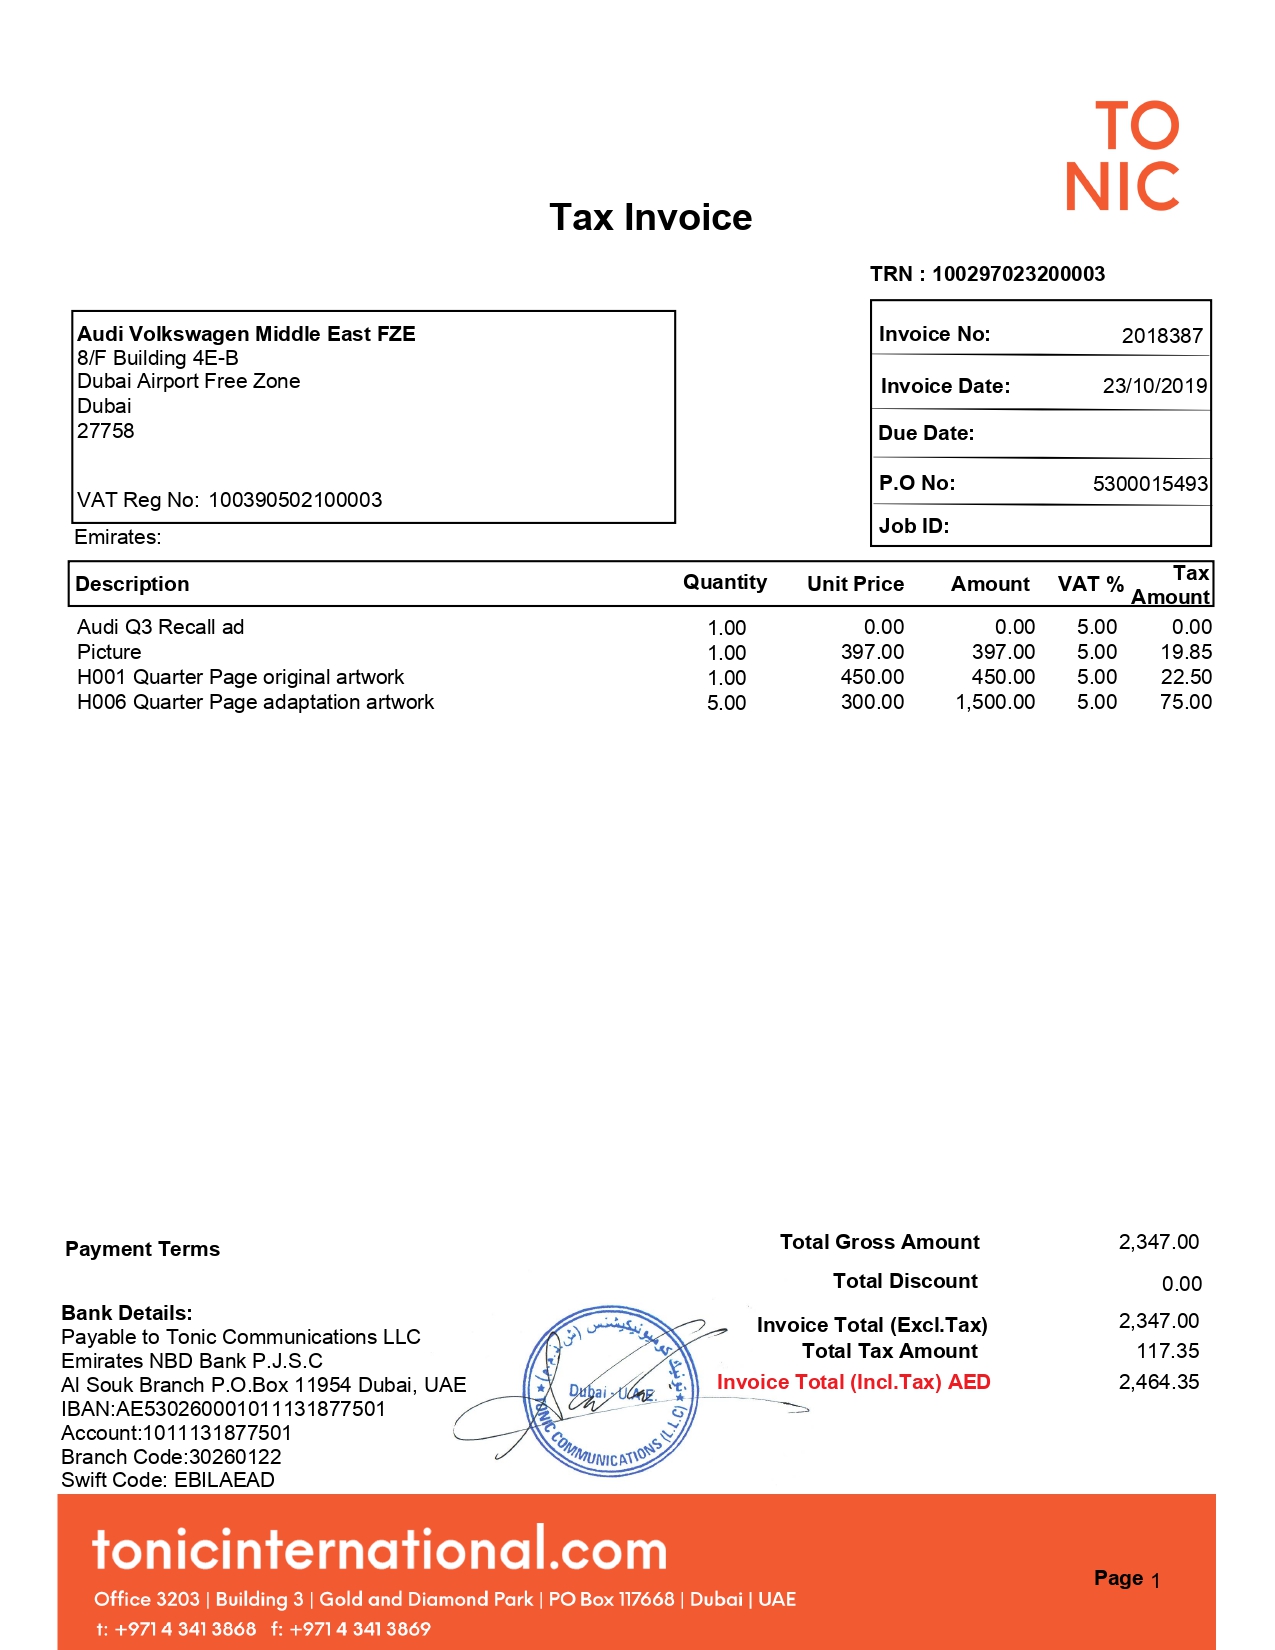 TO
NIC
Tax Invoice
TRN : 100297023200003
Audi Volkswagen Middle East FZE
8/F Building 4E-B
Dubai Airport Free Zone
Dubai
27758
VAT Reg No: 100390502100003
Emirates:
Invoice No: 2018387
Invoice Date: 23/10/2019
Due Date:
P.O No: 5300015493
Job ID:
Description Quantity Unit Price Amount VAT % Tax Amount
Audi Q3 Recall ad 1.00 0.00 0.00 5.00 0.00
Picture 1.00 397.00 397.00 5.00 19.85
H001 Quarter Page original artwork 1.00 450.00 450.00 5.00 22.50
H006 Quarter Page adaptation artwork 5.00 300.00 1,500.00 5.00 75.00
Payment Terms
Total Gross Amount 2,347.00
Total Discount 0.00
Invoice Total (Excl.Tax) 2,347.00
Total Tax Amount 117.35
Invoice Total (Incl.Tax) AED 2,464.35
Bank Details:
Payable to Tonic Communications LLC
Emirates NBD Bank P.J.S.C
Al Souk Branch P.O.Box 11954 Dubai, UAE
IBAN:AE530260001011131877501
Account:1011131877501
Branch Code:30260122
Swift Code: EBILAEAD
تونيك كوميونيكيشنس (ش.ذ.م.م)
Dubai - U.A.E.
TONIC COMMUNICATIONS (L.L.C)
tonicinternational.com
Office 3203 | Building 3 | Gold and Diamond Park | PO Box 117668 | Dubai | UAE
t: +971 4 341 3868 f: +971 4 341 3869
Page 1